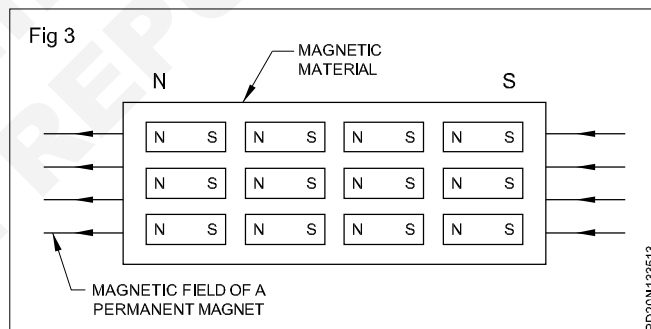 Fig 3
MAGNETIC
MATERIAL
N S
N S N S N S N S
N S N S N S N S
N S N S N S N S
MAGNETIC FIELD OF A
PERMANENT MAGNET